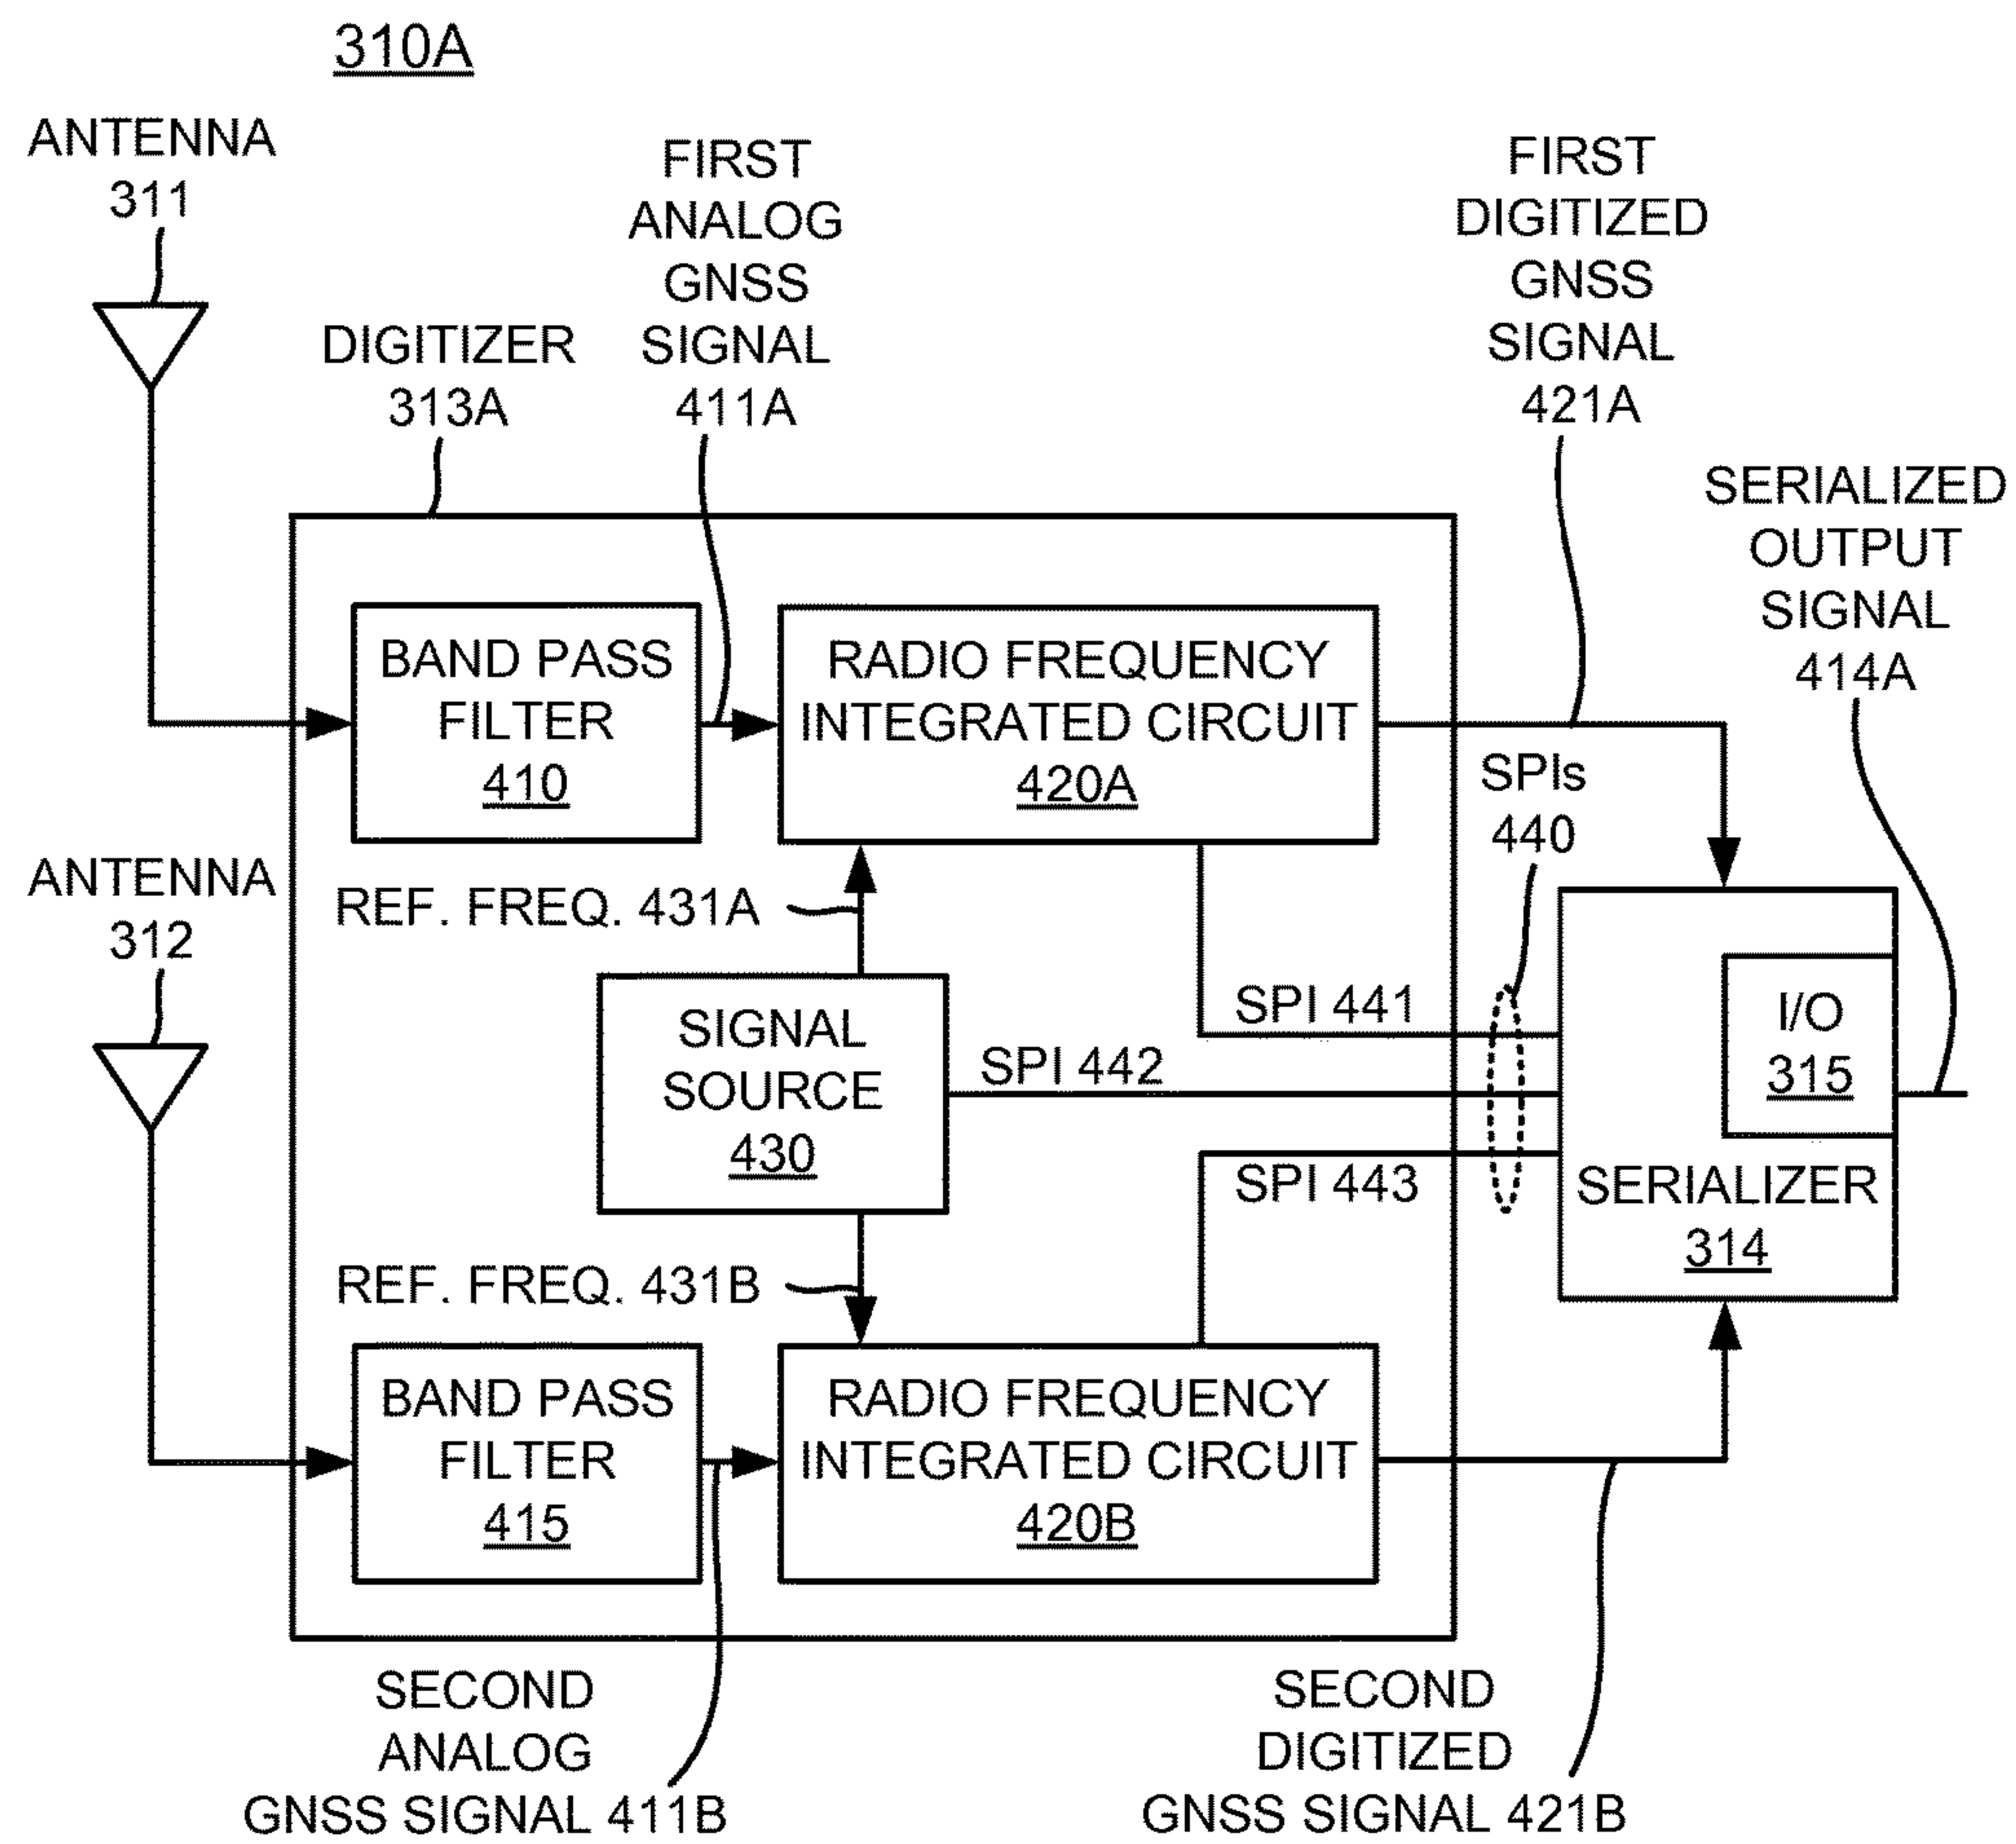 310A
ANTENNA
311
FIRST
ANALOG
GNSS
SIGNAL
411A
FIRST
DIGITIZED
GNSS
SIGNAL
421A
DIGITIZER
313A
SERIALIZED
OUTPUT
SIGNAL
414A
BAND PASS
FILTER
410
RADIO FREQUENCY
INTEGRATED CIRCUIT
420A
SPIs
440
ANTENNA
312
REF. FREQ. 431A
SIGNAL
SOURCE
430
SPI 441
SPI 442
SPI 443
I/O
315
SERIALIZER
314
REF. FREQ. 431B
BAND PASS
FILTER
415
RADIO FREQUENCY
INTEGRATED CIRCUIT
420B
SECOND
ANALOG
GNSS SIGNAL 411B
SECOND
DIGITIZED
GNSS SIGNAL 421B